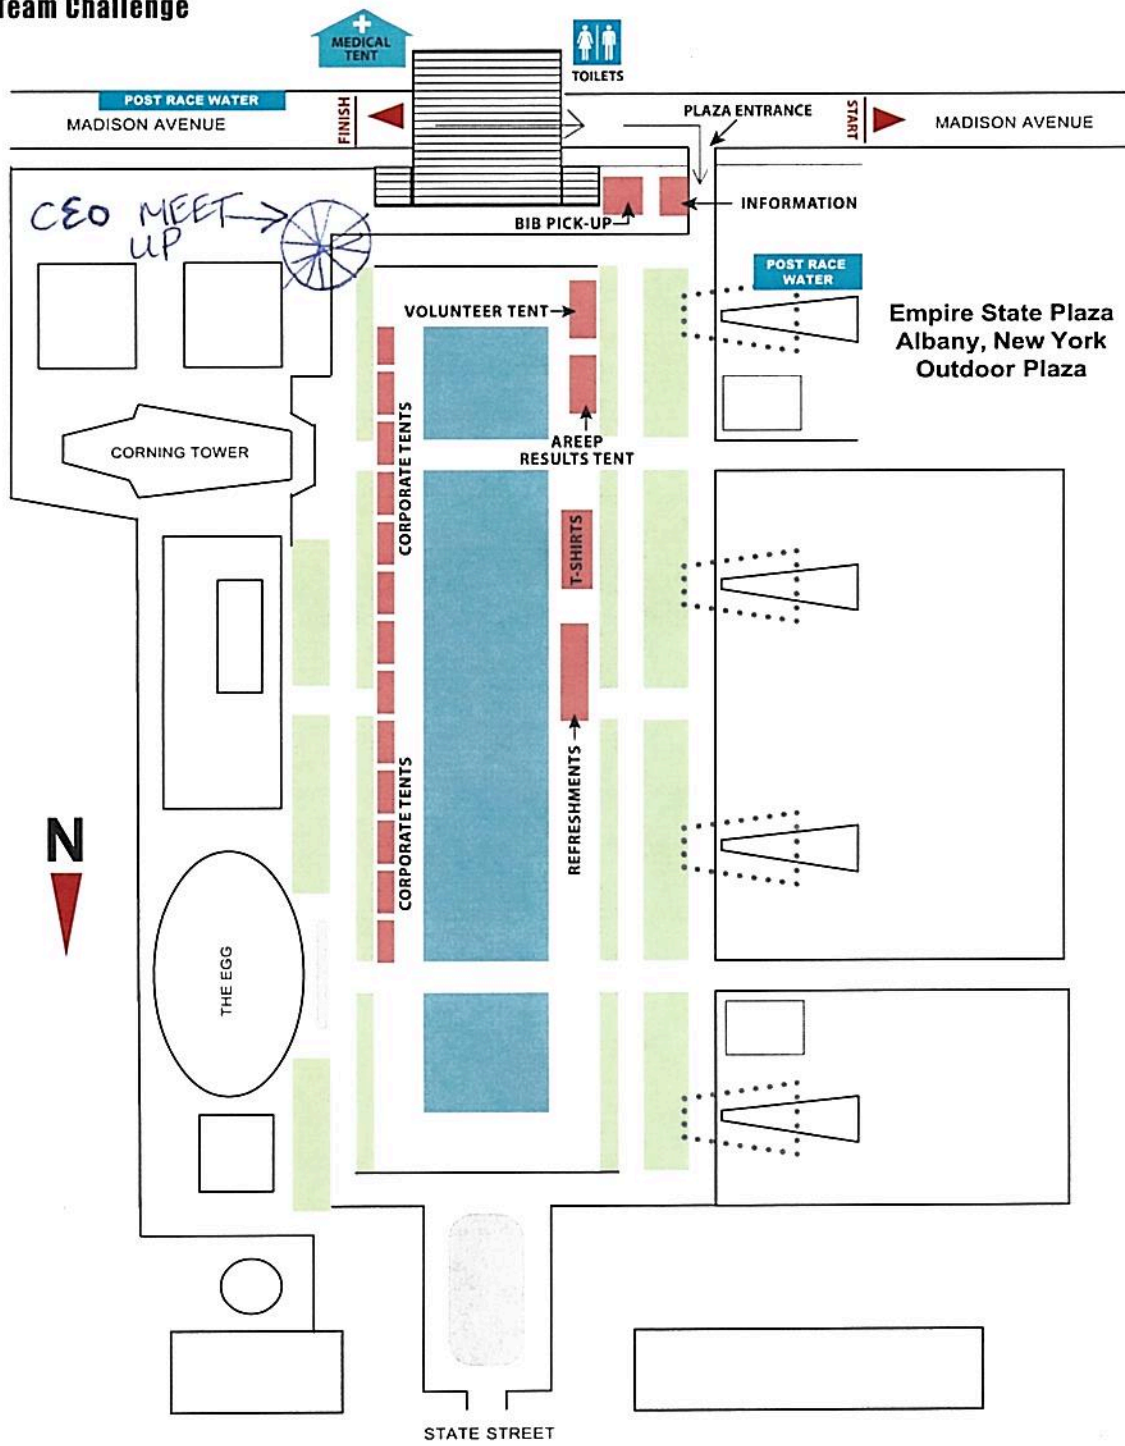 Team Challenge
MEDICAL
TENT
TOILETS
POST RACE WATER
MADISON AVENUE
FINISH
PLAZA ENTRANCE
START
MADISON AVENUE
CEO MEET
UP
BIB PICK-UP
INFORMATION
POST RACE
WATER
VOLUNTEER TENT
Empire State Plaza
Albany, New York
Outdoor Plaza
CORPORATE TENTS
AREEP
RESULTS TENT
CORNING TOWER
T-SHIRTS
REFRESHMENTS
CORPORATE TENTS
N
THE EGG
STATE STREET